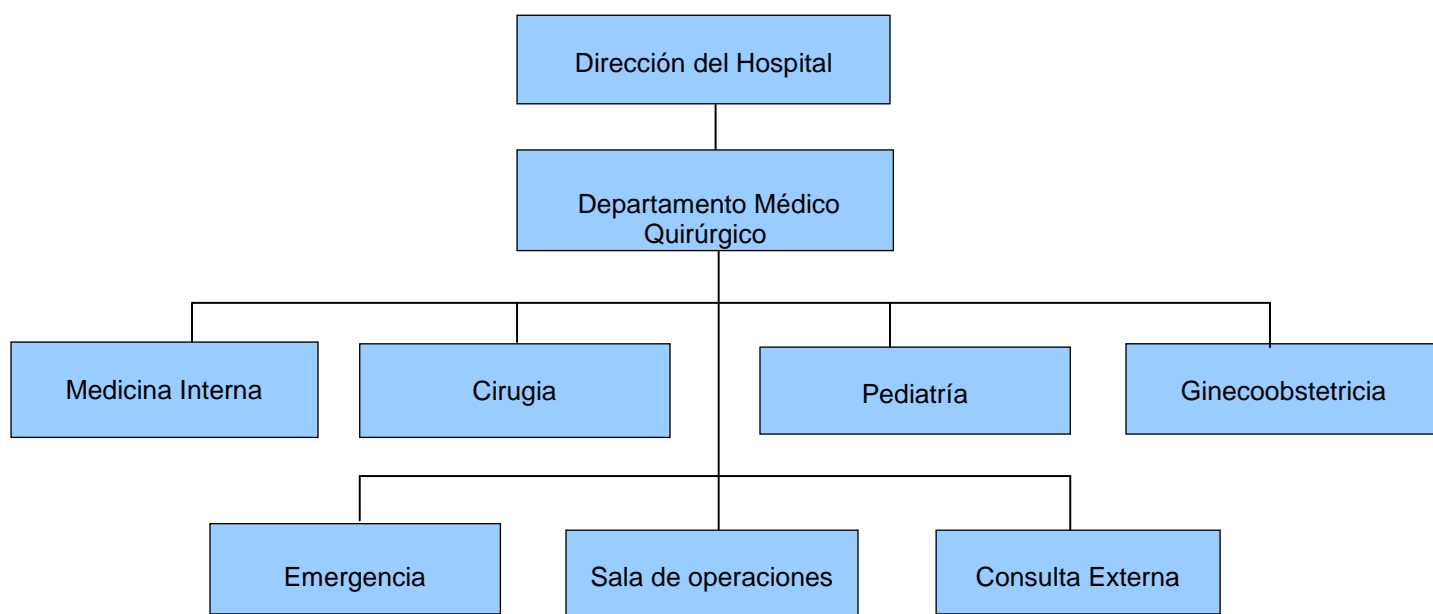 Dirección del Hospital
Departamento Médico
Quirúrgico
Medicina Interna
Cirugia
Pediatría
Ginecoobstetricia
Emergencia
Sala de operaciones
Consulta Externa